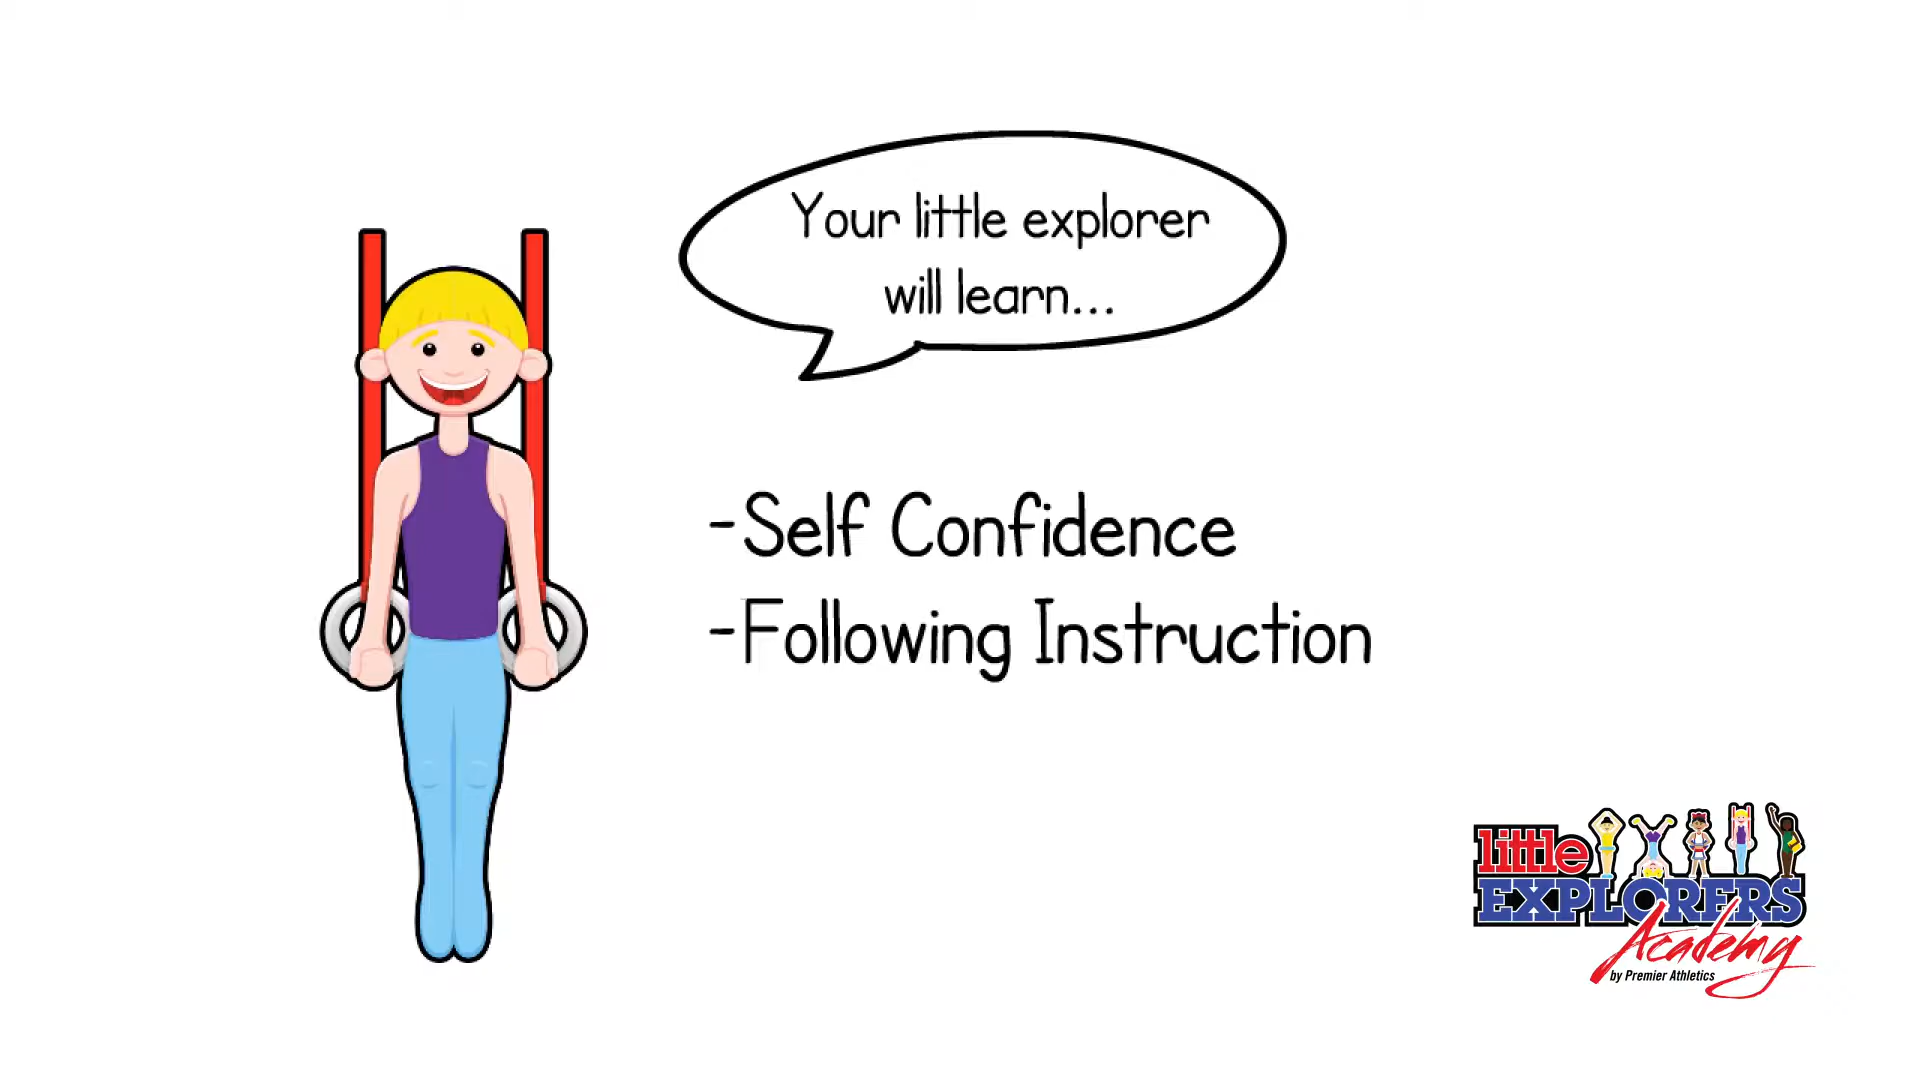 Your little explorer
will learn...
-Self Confidence
-Following Instruction
little
EXPLORERS
Academy
by Premier Athletics